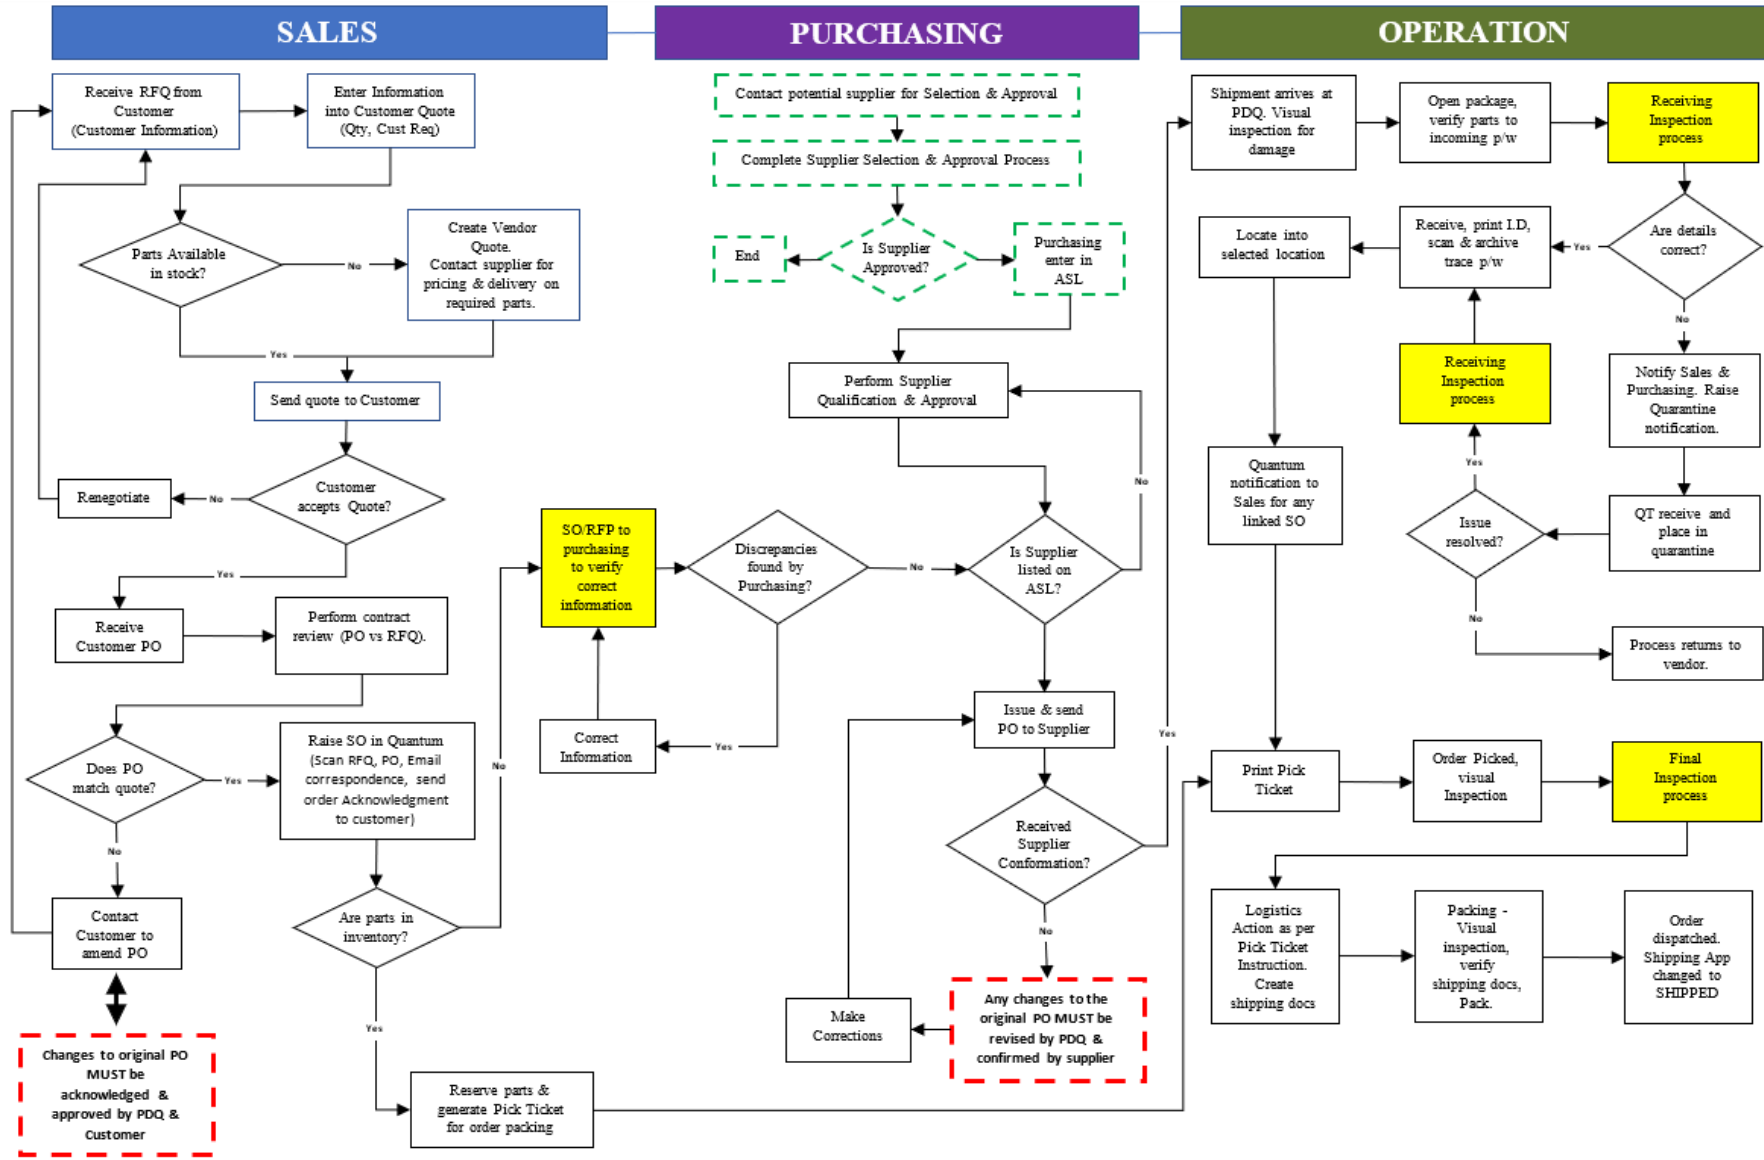 SALES
PURCHASING
OPERATION
Receive RFQ from
Customer
(Customer Information)
Enter Information
into Customer Quote
(Qty, Cust Req)
Parts Available
in stock?
No
Create Vendor
Quote.
Contact supplier for
pricing & delivery on
required parts.
Yes
Send quote to Customer
Customer
accepts Quote?
No
Renegotiate
Yes
Receive
Customer PO
Perform contract
review (PO vs RFQ).
Does PO
match quote?
Yes
Raise SO in Quantum
(Scan RFQ, PO, Email
correspondence, send
order Acknowledgment
to customer)
No
Contact
Customer to
amend PO
Changes to original PO
MUST be
acknowledged &
approved by PDQ &
Customer
Are parts in
inventory?
No
Yes
Reserve parts &
generate Pick Ticket
for order packing
Contact potential supplier for Selection & Approval
Complete Supplier Selection & Approval Process
Is Supplier
Approved?
End
Purchasing
enter in
ASL
Perform Supplier
Qualification & Approval
SO/RFP to
purchasing
to verify
correct
information
Discrepancies
found by
Purchasing?
No
Is Supplier
listed on
ASL?
No
Yes
Correct
Information
Issue & send
PO to Supplier
Received
Supplier
Conformation?
Yes
No
Any changes to the
original PO MUST be
revised by PDQ &
confirmed by supplier
Make
Corrections
Shipment arrives at
PDQ. Visual
inspection for
damage
Open package,
verify parts to
incoming p/w
Receiving
Inspection
process
Are details
correct?
Yes
Receive, print I.D,
scan & archive
trace p/w
Locate into
selected location
No
Notify Sales &
Purchasing. Raise
Quarantine
notification.
QT receive and
place in
quarantine
Issue
resolved?
Yes
Receiving
Inspection
process
No
Process returns to
vendor.
Quantum
notification to
Sales for any
linked SO
Print Pick
Ticket
Order Picked,
visual
Inspection
Final
Inspection
process
Logistics
Action as per
Pick Ticket
Instruction.
Create
shipping docs
Packing -
Visual
inspection,
verify
shipping docs,
Pack.
Order
dispatched.
Shipping App
changed to
SHIPPED